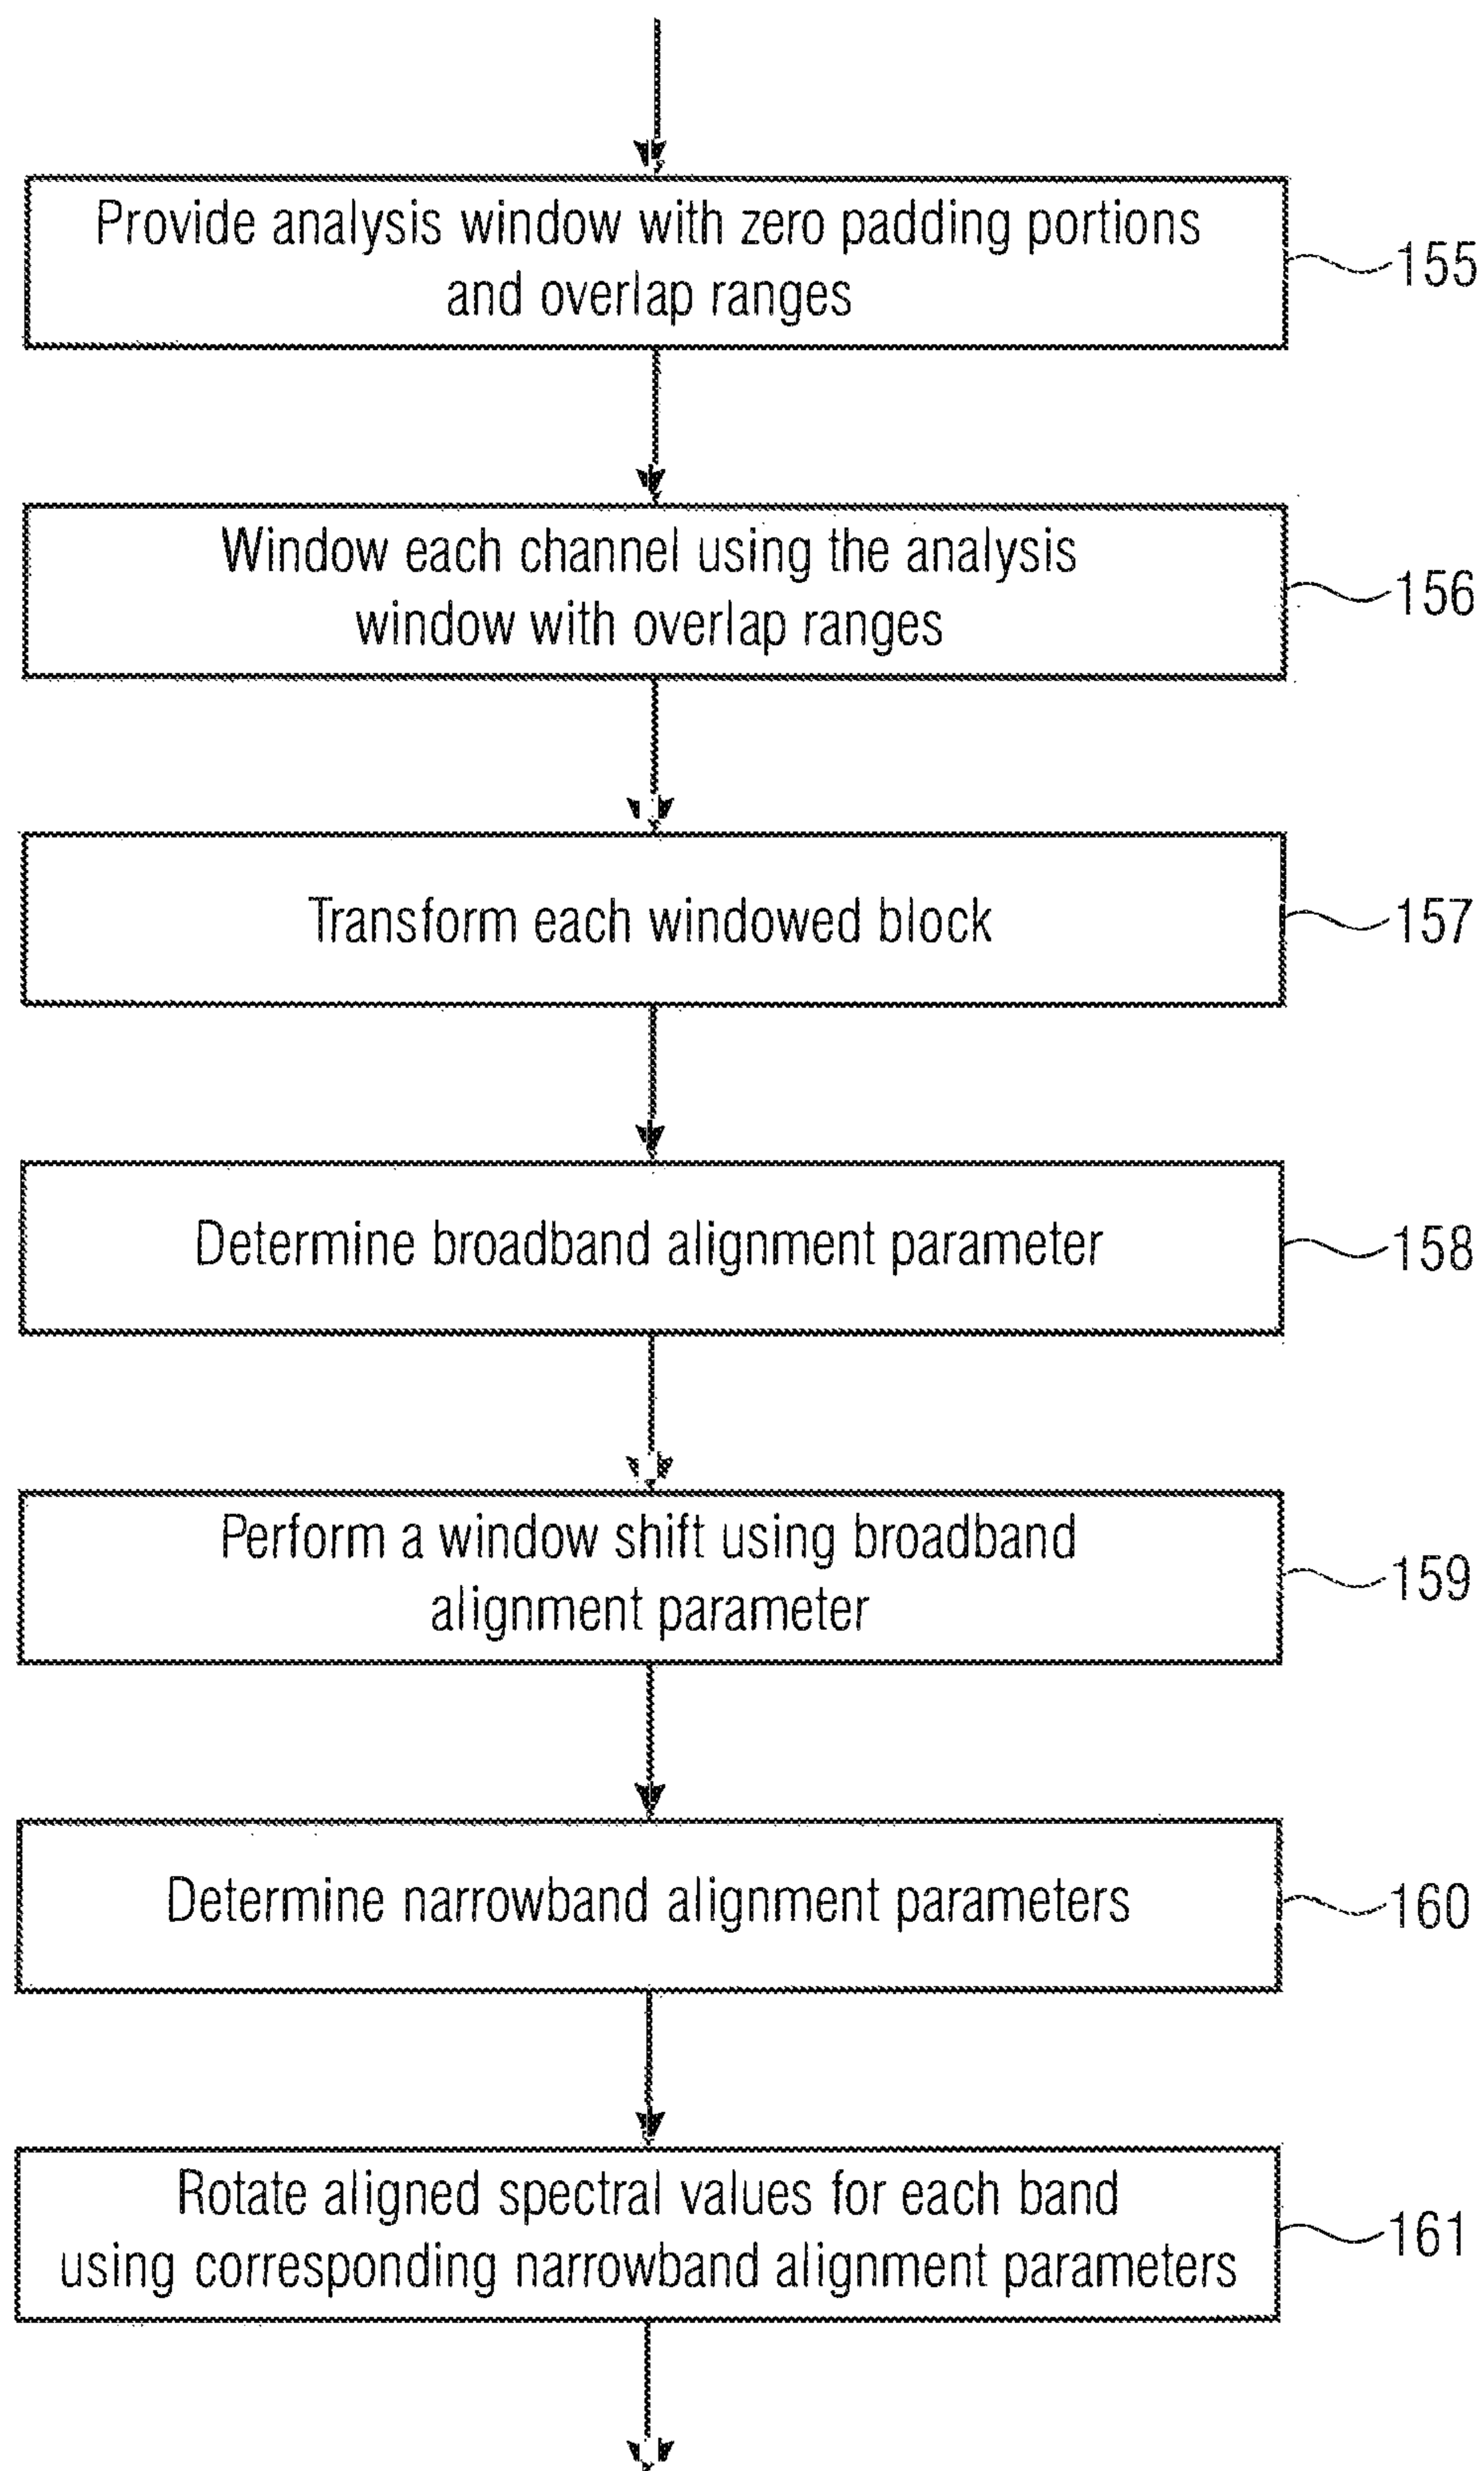 Provide analysis window with zero padding portions
and overlap ranges
155
Window each channel using the analysis
window with overlap ranges
156
Transform each windowed block
157
Determine broadband alignment parameter
158
Perform a window shift using broadband
alignment parameter
159
Determine narrowband alignment parameters
160
Rotate aligned spectral values for each band
using corresponding narrowband alignment parameters
161